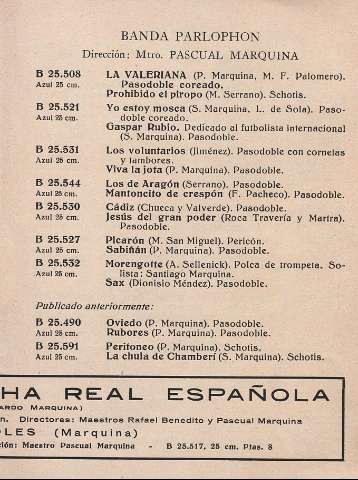 BANDA PARLOPHON
Dirección: Mtro. PASCUAL MARQUINA
B 25.508 LA VALERIANA (P. Marquina, M. F. Palomero).
Azul 25 cm. Pasodoble coreado.
Prohibido el piropo (M. Serrano). Schotis.
B 25.521 Yo estoy mosca (S. Marquina, L. de Sola). Paso-
Azul 25 cm. doble coreado.
Gaspar Rubio. Dedicado al futbolista internacional
(S. Marquina). Pasodoble.
B 25.531 Los voluntarios (Jiménez). Pasodoble con cornetas
Azul 25 cm. y tambores.
Viva la jota (P. Marquina). Pasodoble.
B 25.544 Los de Aragón (Serrano). Pasodoble.
Azul 25 cm. Mantoncito de crespón (F. Pacheco). Pasodoble.
B 25.550 Cádiz (Chueca y Valverde). Pasodoble.
Azul 25 cm. Jesús del gran poder (Roca Travería y Martra).
Pasodoble.
B 25.527 Picarón (M. San Miguel). Pericón.
Azul 25 cm. Sabiñán (P. Marquina). Pasodoble.
B 25.532 Morengotte (A. Sellenick). Polca de trompeta. So-
Azul 25 cm. lista: Santiago Marquina.
Sax (Dionisio Méndez). Pasodoble.
Publicado anteriormente:
B 25.490 Oviedo (P. Marquina). Pasodoble.
Azul 25 cm. Rubores (P. Marquina). Pasodoble.
B 25.591 Peritoneo (P. Marquina). Schotis.
Azul 25 cm. La chula de Chamberí (S. Marquina). Schotis.
HA REAL ESPAÑOLA
ARDO MARQUINA)
n. Directores: Maestros Rafael Benedito y Pascual Marquina
OLES (Marquina)
ción: Maestro Pascual Marquina - B 25.517, 25 cm. Ptas. 8